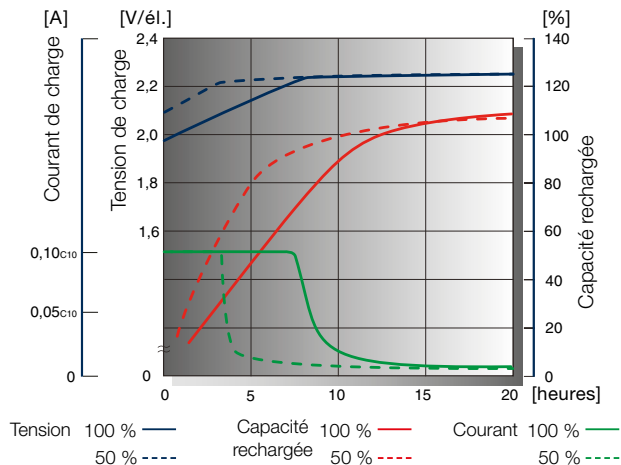 [A] [V/él.] [%]
Courant de charge
Tension de charge
Capacité rechargée
0,10C10
0,05C10
0
2,4
2,2
2,0
1,8
1,6
0
140
120
100
80
60
40
20
0
0 5 10 15 20 [heures]
Tension 100 % 50 %
Capacité rechargée 100 % 50 %
Courant 100 % 50 %